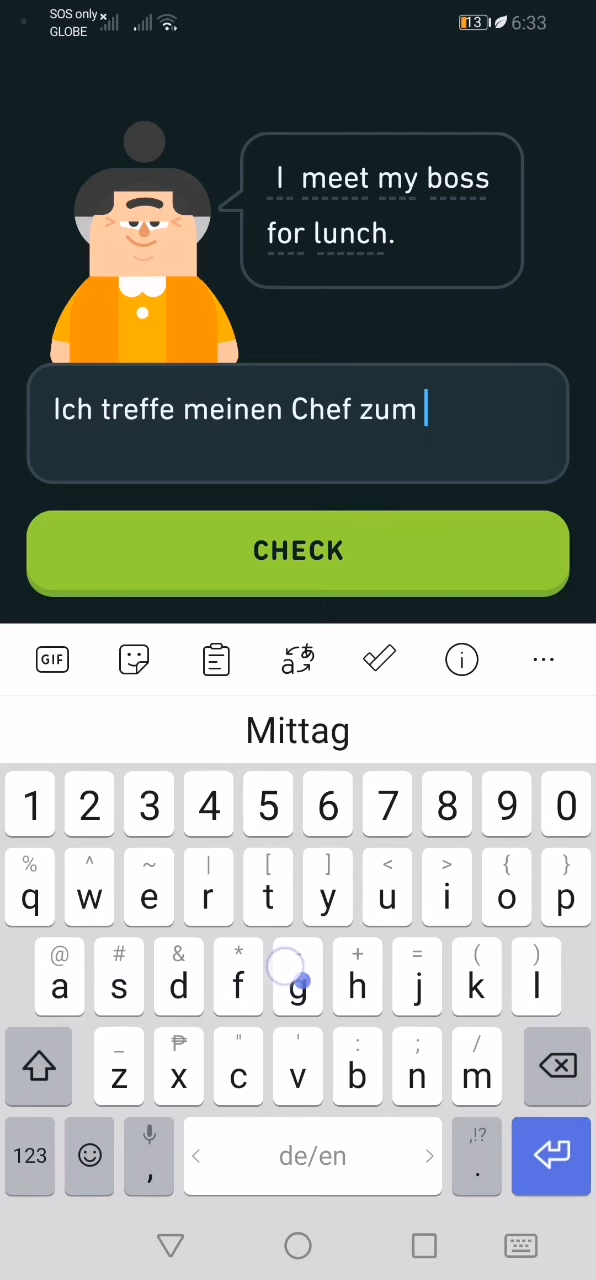 SOS only
GLOBE
13
6:33
I meet my boss
for lunch.
Ich treffe meinen Chef zum
CHECK
GIF
Mittag
1 2 3 4 5 6 7 8 9 0
% ^ ~ | [ ] < > { }
q w e r t y u i o p
@ # & * - + = ( )
a s d f g h j k l
_ ₱ " ' : ; /
z x c v b n m
123 , < de/en > ,!? .